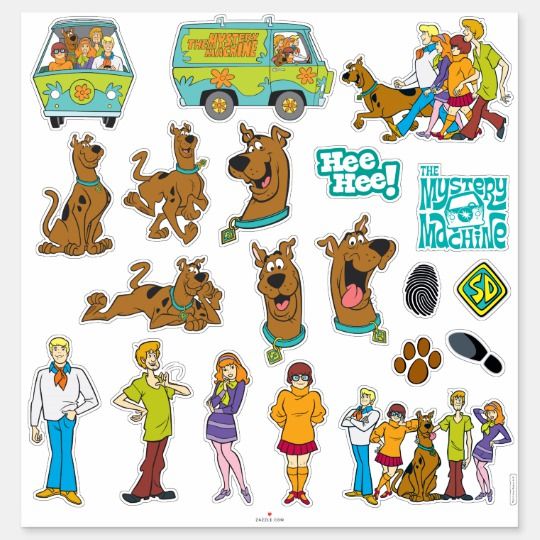 THE MYSTERY
MACHINE
Hee
Hee!
THE
MYSTERY
MACHINE
SD
ZAZZLE.COM